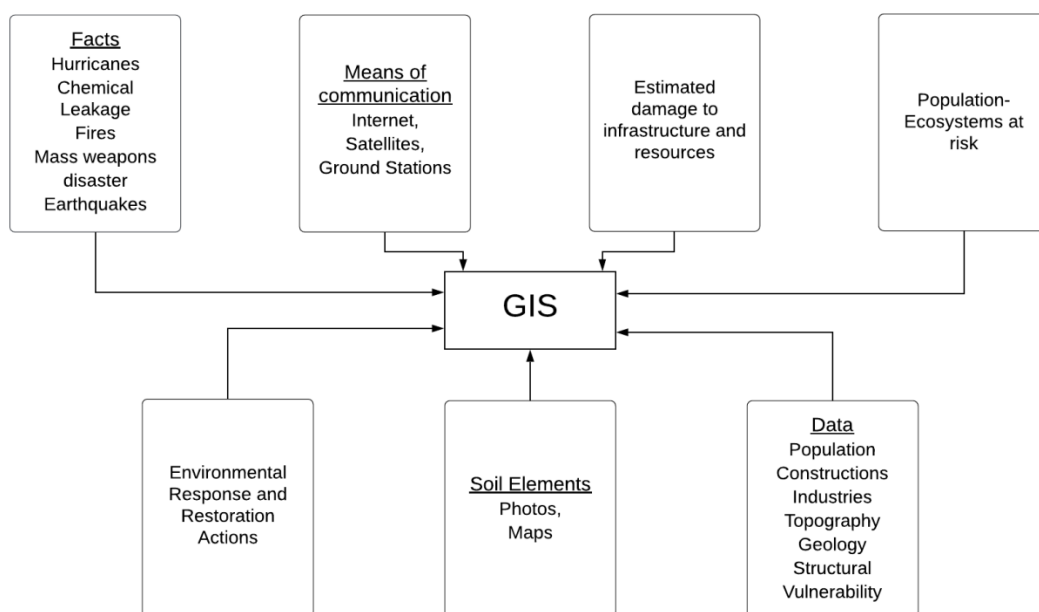 Facts
Hurricanes
Chemical
Leakage
Fires
Mass weapons
disaster
Earthquakes
Means of
communication
Internet,
Satellites,
Ground Stations
Estimated
damage to
infrastructure and
resources
Population-
Ecosystems at
risk
GIS
Environmental
Response and
Restoration
Actions
Soil Elements
Photos,
Maps
Data
Population
Constructions
Industries
Topography
Geology
Structural
Vulnerability